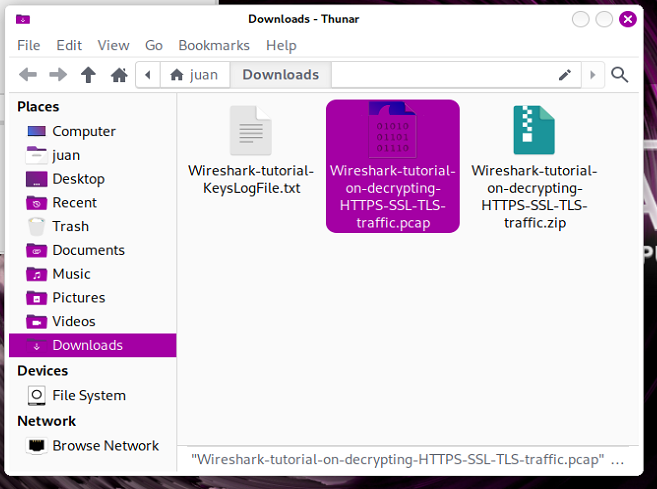 Downloads - Thunar
File Edit View Go Bookmarks Help
juan Downloads
Places
Computer
juan
Desktop
Recent
Trash
Documents
Music
Pictures
Videos
Downloads
Devices
File System
Network
Browse Network
Wireshark-tutorial-
KeysLogFile.txt
01010
01101
01110
Wireshark-tutorial-
on-decrypting-
HTTPS-SSL-TLS-
traffic.pcap
Wireshark-tutorial-
on-decrypting-
HTTPS-SSL-TLS-
traffic.zip
"Wireshark-tutorial-on-decrypting-HTTPS-SSL-TLS-traffic.pcap" ...